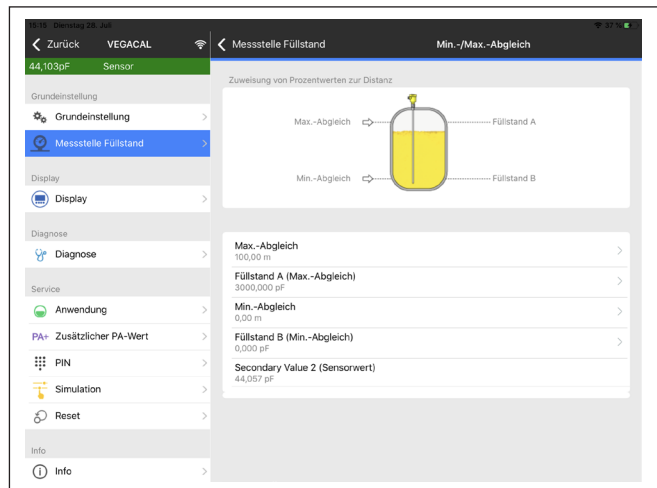 15:15 Dienstag 28. Juli
37 %
Zurück VEGACAL
44,103pF Sensor
Grundeinstellung
Grundeinstellung
Messstelle Füllstand
Display
Display
Diagnose
Diagnose
Service
Anwendung
PA+ Zusätzlicher PA-Wert
PIN
Simulation
Reset
Info
Info
Messstelle Füllstand Min.-/Max.-Abgleich
Zuweisung von Prozentwerten zur Distanz
Max.-Abgleich Füllstand A
Min.-Abgleich Füllstand B
Max.-Abgleich
100,00 m
Füllstand A (Max.-Abgleich)
3000,000 pF
Min.-Abgleich
0,00 m
Füllstand B (Min.-Abgleich)
0,000 pF
Secondary Value 2 (Sensorwert)
44,057 pF